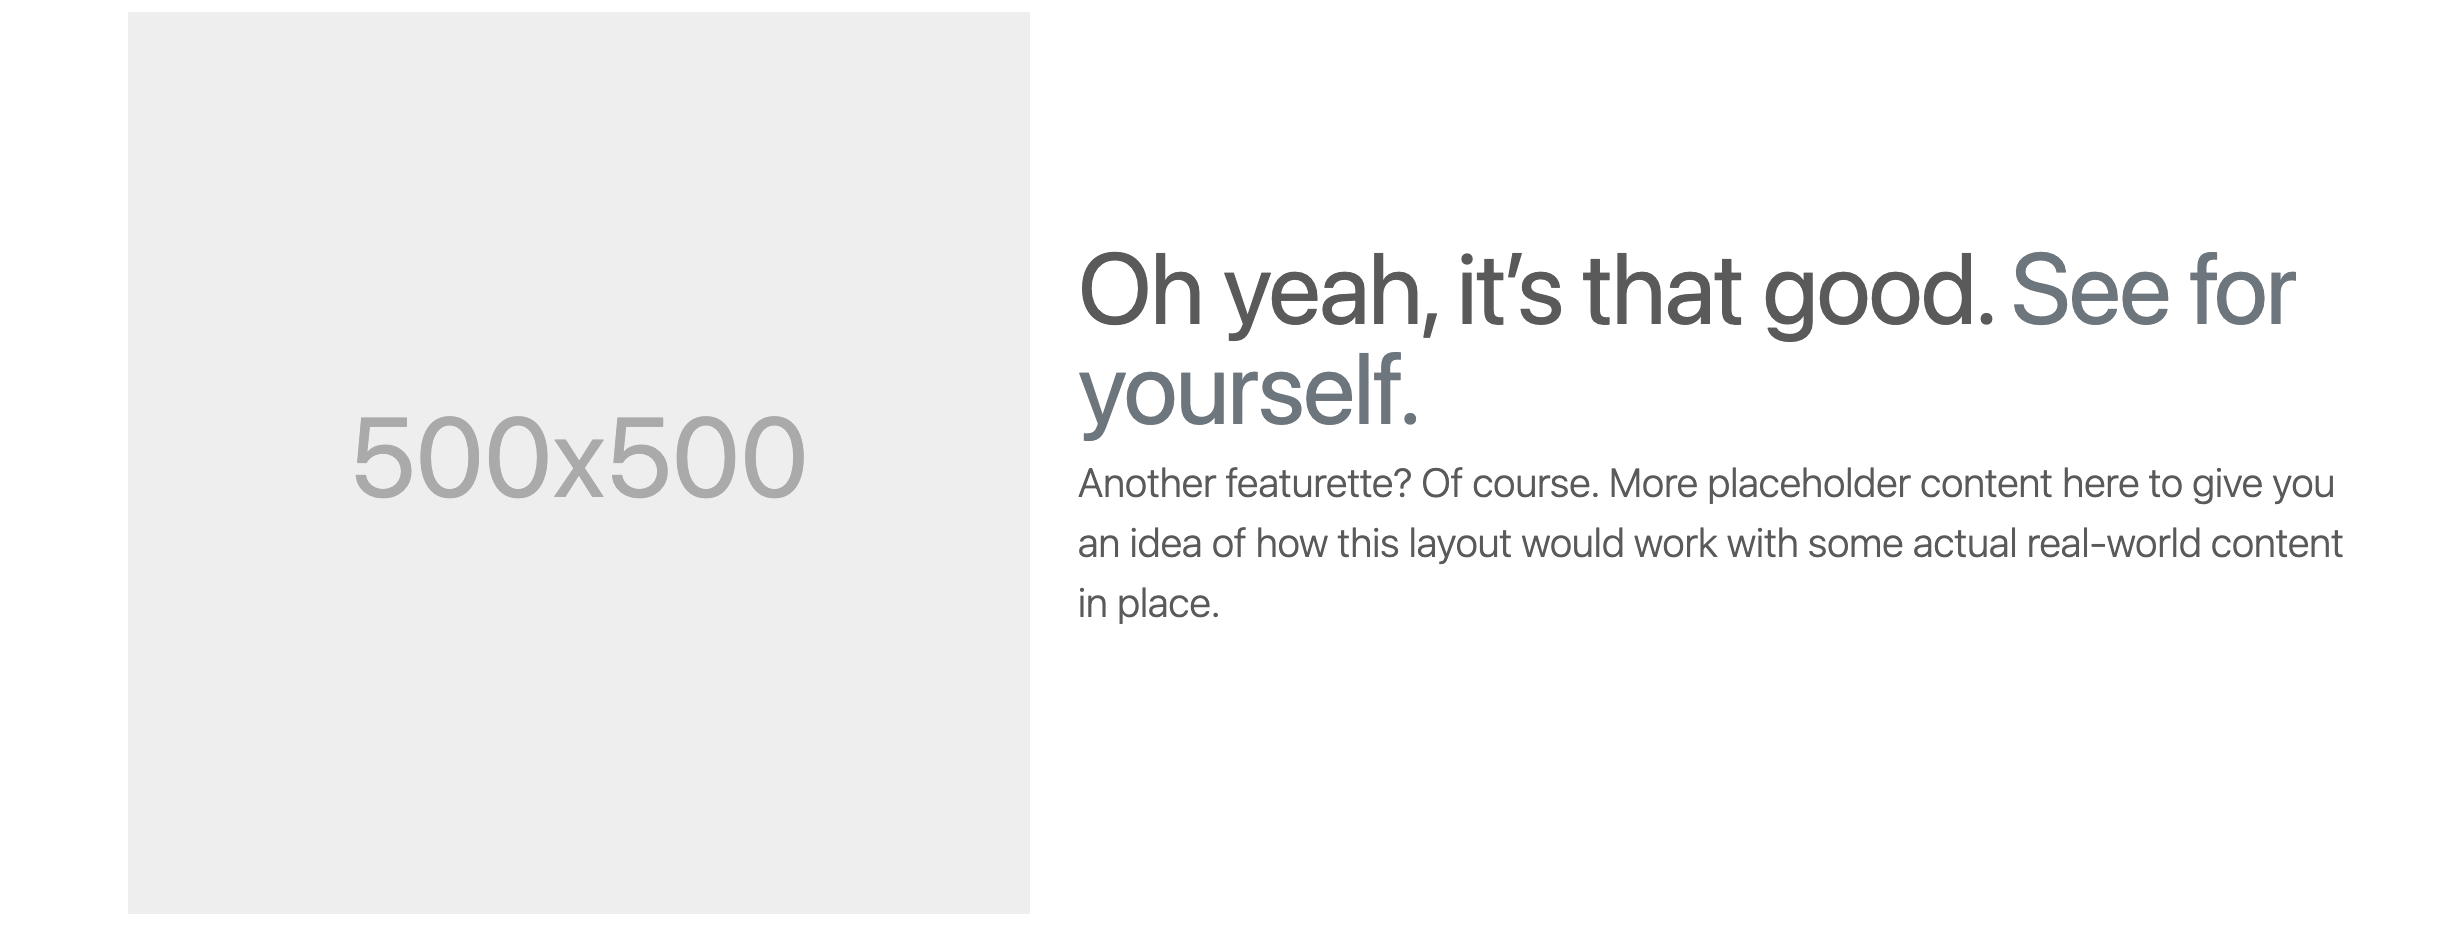 500x500
Oh yeah, it’s that good. See for
yourself.
Another featurette? Of course. More placeholder content here to give you
an idea of how this layout would work with some actual real-world content
in place.